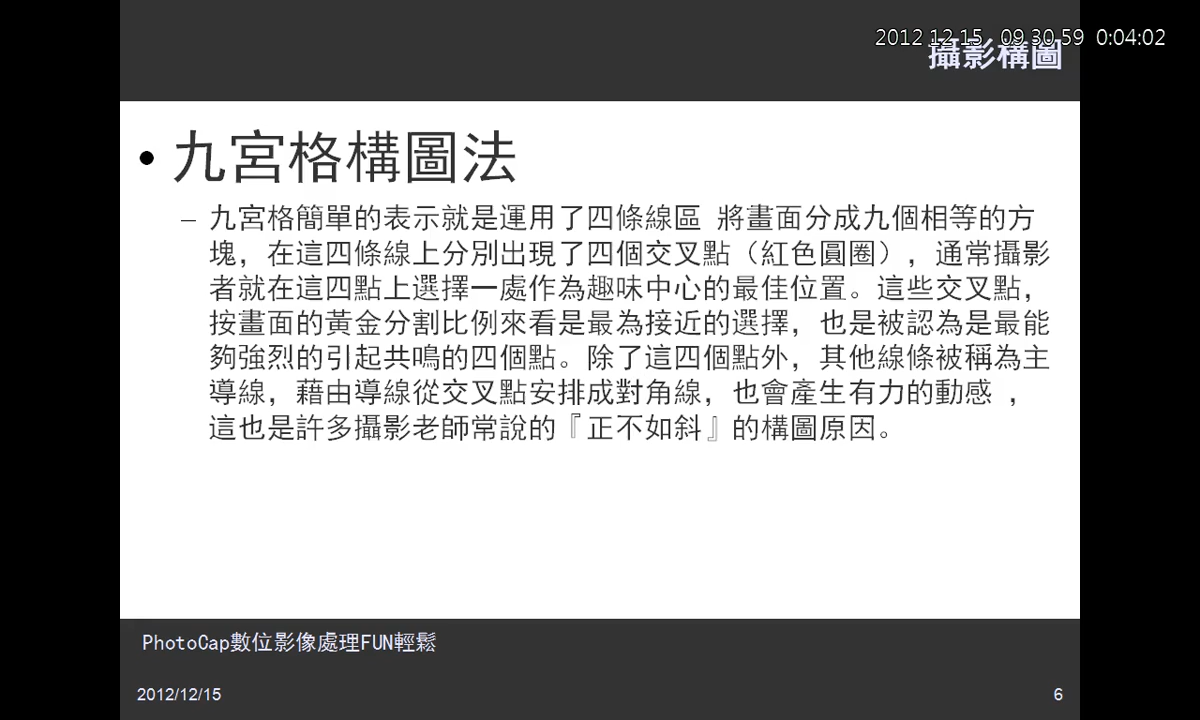 2012 12 15 09 30 59 0:04:02
攝影構圖
• 九宮格構圖法
– 九宮格簡單的表示就是運用了四條線區 將畫面分成九個相等的方
塊，在這四條線上分別出現了四個交叉點（紅色圓圈），通常攝影
者就在這四點上選擇一處作為趣味中心的最佳位置。這些交叉點，
按畫面的黃金分割比例來看是最為接近的選擇，也是被認為是最能
夠強烈的引起共鳴的四個點。除了這四個點外，其他線條被稱為主
導線，藉由導線從交叉點安排成對角線，也會產生有力的動感 ，
這也是許多攝影老師常說的『正不如斜』的構圖原因。
PhotoCap數位影像處理FUN輕鬆
2012/12/15
6